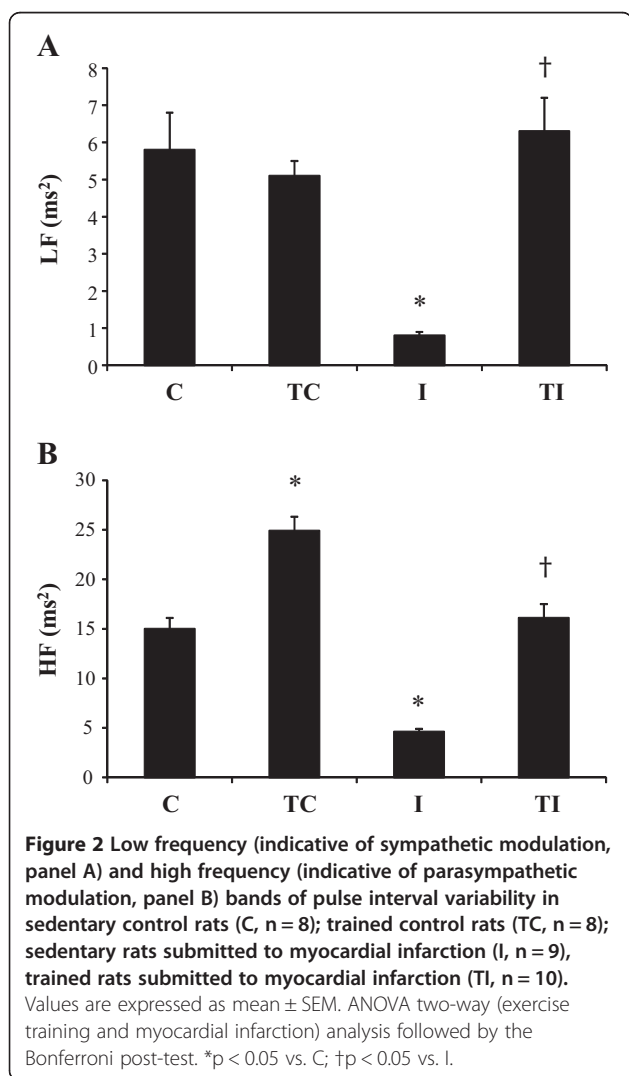 A
8
7
6
5
4
3
2
1
0
LF (ms²)
†
*
C TC I TI
B
30
25
20
15
10
5
0
HF (ms²)
*
†
*
C TC I TI
Figure 2 Low frequency (indicative of sympathetic modulation,
panel A) and high frequency (indicative of parasympathetic
modulation, panel B) bands of pulse interval variability in
sedentary control rats (C, n = 8); trained control rats (TC, n = 8);
sedentary rats submitted to myocardial infarction (I, n = 9),
trained rats submitted to myocardial infarction (TI, n = 10).
Values are expressed as mean ± SEM. ANOVA two-way (exercise
training and myocardial infarction) analysis followed by the
Bonferroni post-test. *p < 0.05 vs. C; †p < 0.05 vs. I.